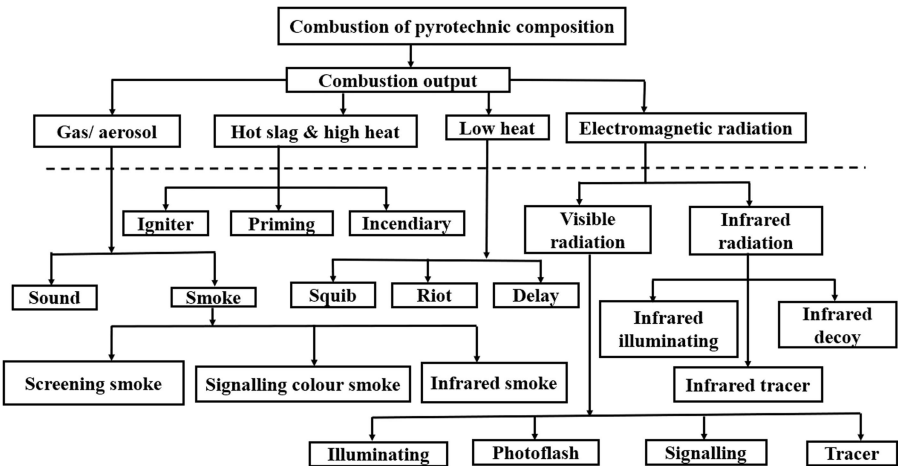 Combustion of pyrotechnic composition
Combustion output
Gas/ aerosol
Hot slag & high heat
Low heat
Electromagnetic radiation
Igniter
Priming
Incendiary
Visible
radiation
Infrared
radiation
Sound
Smoke
Squib
Riot
Delay
Infrared
illuminating
Infrared
decoy
Screening smoke
Signalling colour smoke
Infrared smoke
Infrared tracer
Illuminating
Photoflash
Signalling
Tracer